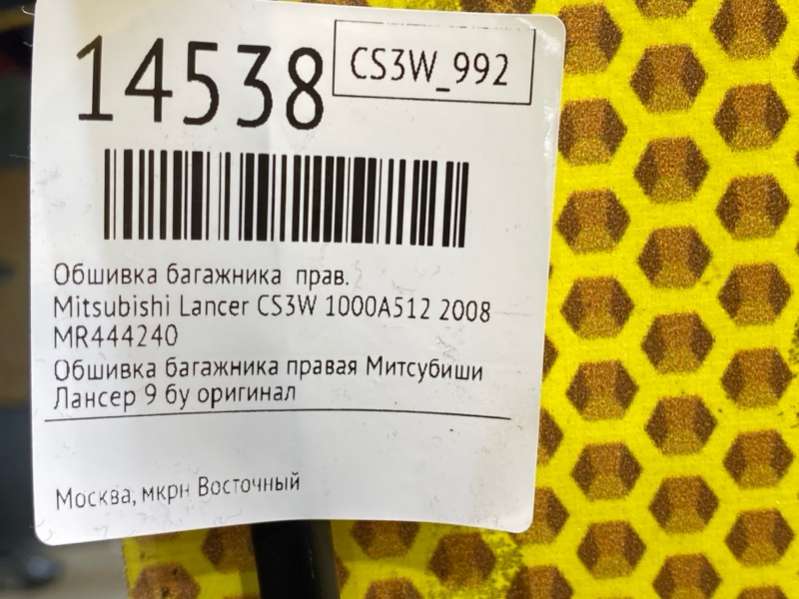 14538
CS3W_992
Обшивка багажника прав.
Mitsubishi Lancer CS3W 1000A512 2008
MR444240
Обшивка багажника правая Митсубиши
Лансер 9 бу оригинал
Москва, мкрн Восточный